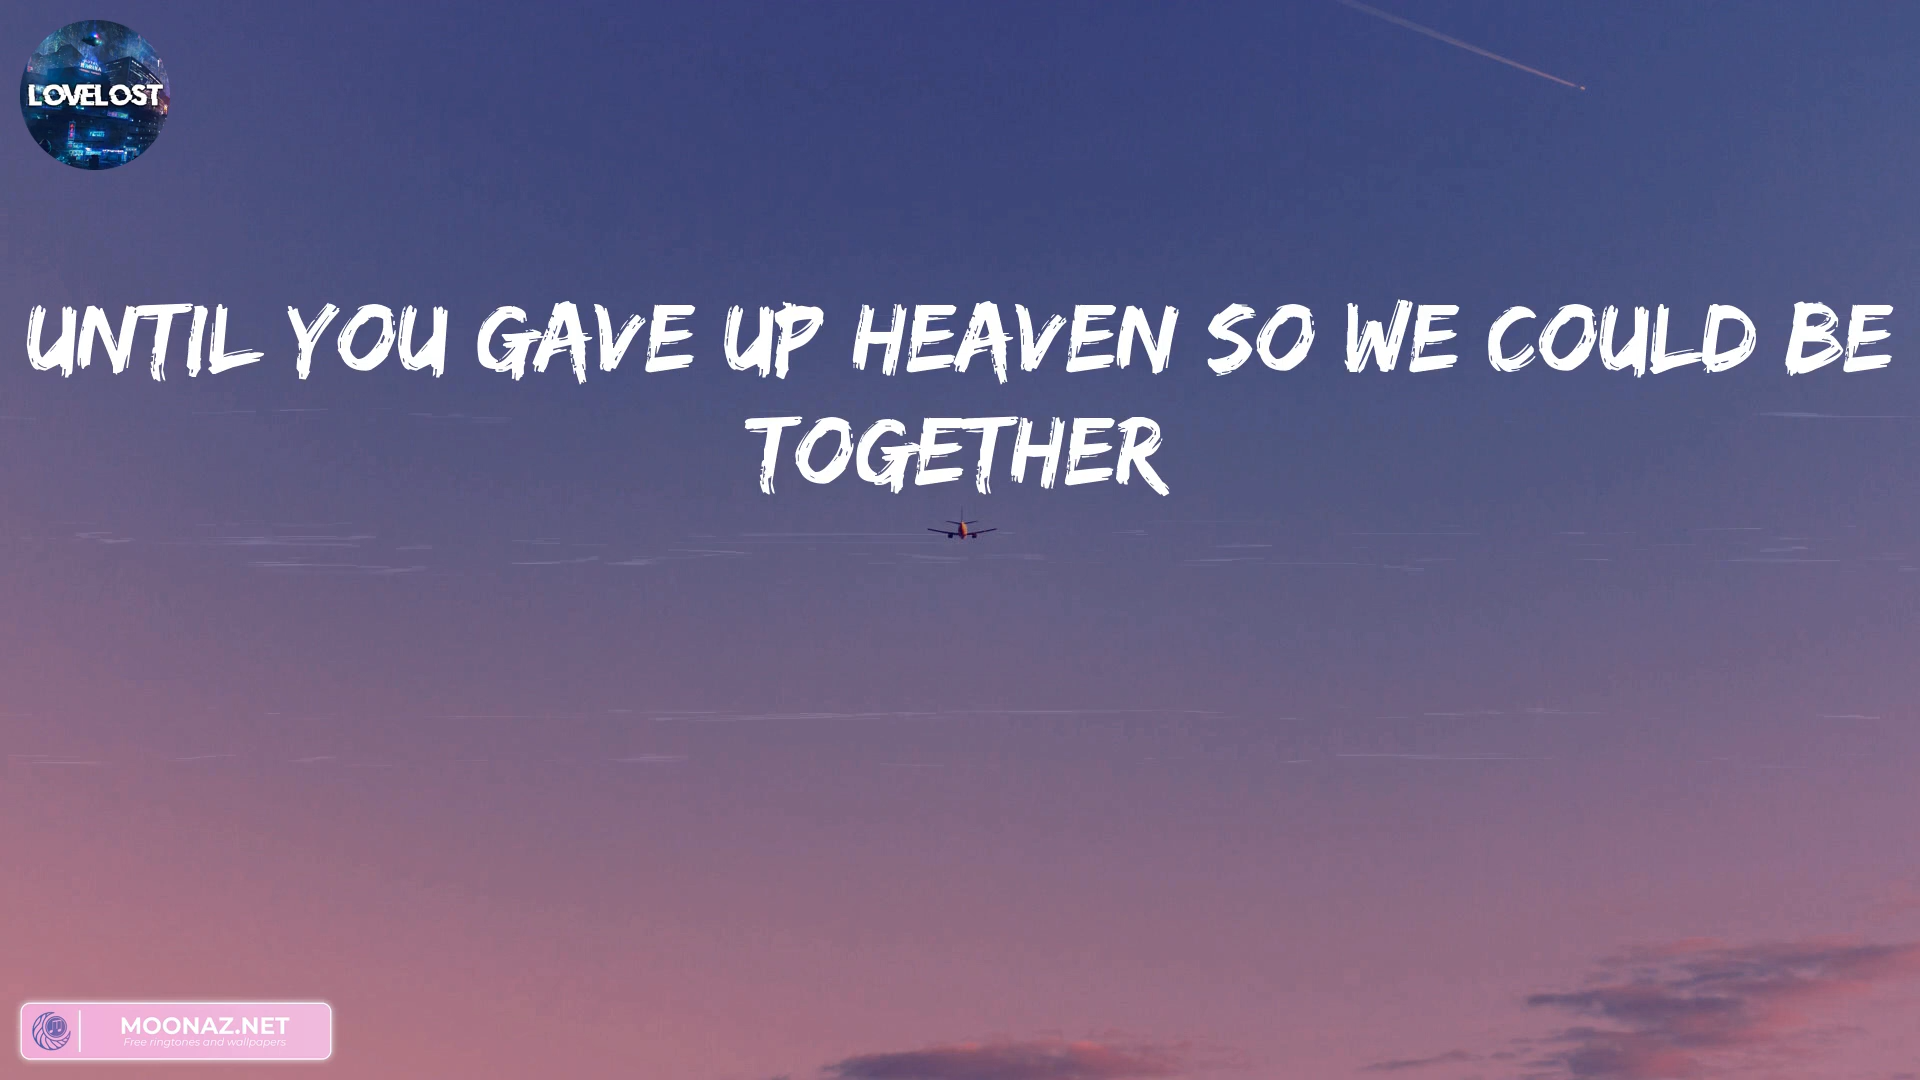 LOVELOST
UNTIL YOU GAVE UP HEAVEN SO WE COULD BE
TOGETHER
MOONAZ.NET
Free ringtones and wallpapers